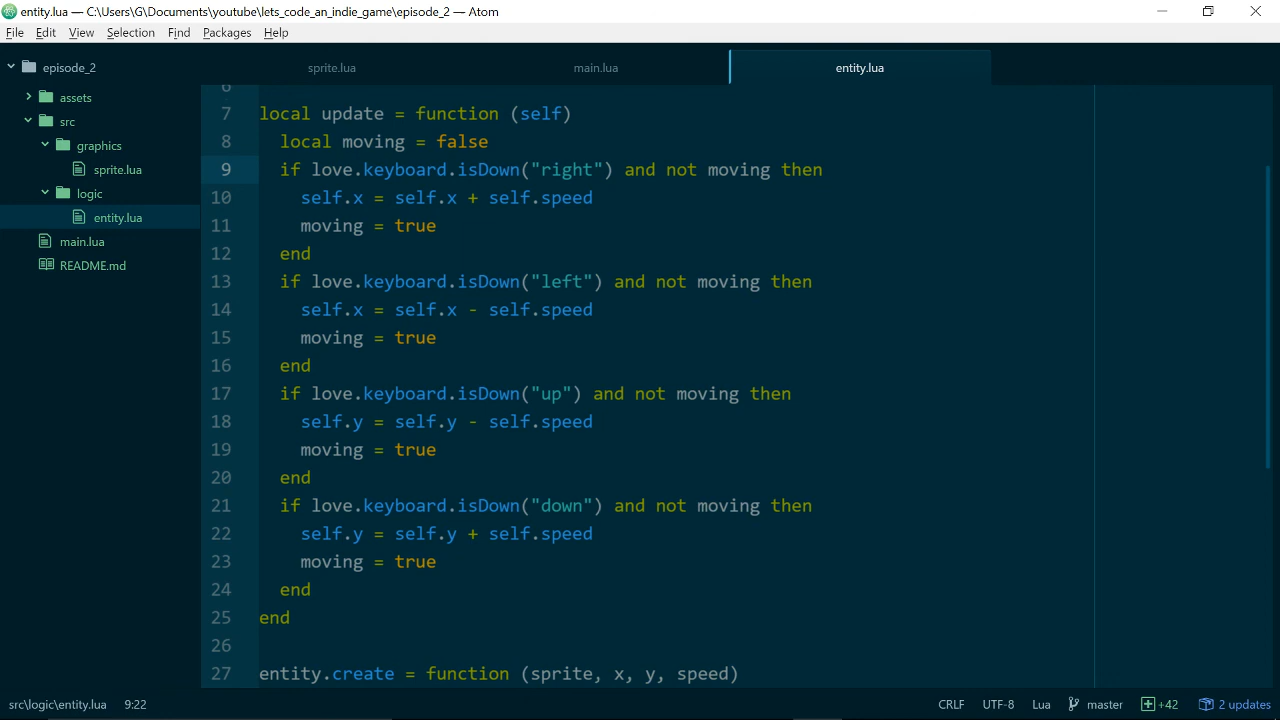 entity.lua — C:\Users\G\Documents\youtube\lets_code_an_indie_game\episode_2 — Atom
File Edit View Selection Find Packages Help
episode_2
assets
src
graphics
sprite.lua
logic
entity.lua
main.lua
README.md
sprite.lua main.lua entity.lua
6
7 local update = function (self)
8 local moving = false
9 if love.keyboard.isDown("right") and not moving then
10 self.x = self.x + self.speed
11 moving = true
12 end
13 if love.keyboard.isDown("left") and not moving then
14 self.x = self.x - self.speed
15 moving = true
16 end
17 if love.keyboard.isDown("up") and not moving then
18 self.y = self.y - self.speed
19 moving = true
20 end
21 if love.keyboard.isDown("down") and not moving then
22 self.y = self.y + self.speed
23 moving = true
24 end
25 end
26
27 entity.create = function (sprite, x, y, speed)
src\logic\entity.lua 9:22 CRLF UTF-8 Lua master +42 2 updates